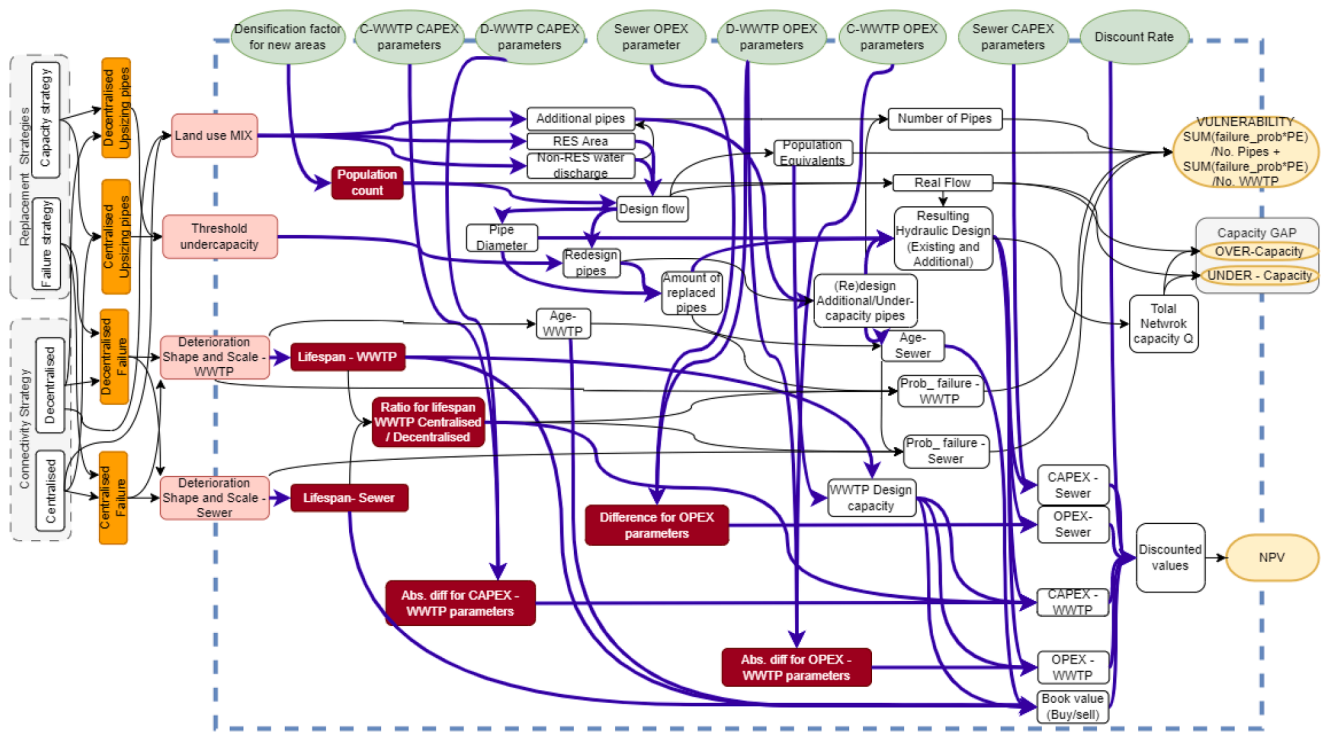 Densification factor
for new areas
C-WWTP CAPEX
parameters
D-WWTP CAPEX
parameters
Sewer OPEX
parameter
D-WWTP OPEX
parameters
C-WWTP OPEX
parameters
Sewer CAPEX
parameters
Discount Rate
Replacement Strategies
Capacity strategy
Failure strategy
Connectivity Strategy
Decentralised
Centralised
Decentralised
Upsizing pipes
Centralised
Upsizing pipes
Decentralised
Failure
Centralised
Failure
Land use MIX
Threshold
undercapacity
Deterioration
Shape and Scale -
WWTP
Deterioration
Shape and Scale -
Sewer
Population
count
Lifespan - WWTP
Ratio for lifespan
WWTP Centralised
/ Decentralised
Lifespan- Sewer
Abs. diff for CAPEX -
WWTP parameters
Difference for OPEX
parameters
Abs. diff for OPEX -
WWTP parameters
Additional pipes
RES Area
Non-RES water
discharge
Design flow
Pipe
Diameter
Redesign
pipes
Amount of
replaced
pipes
Age-
WWTP
Population
Equivalents
Number of Pipes
Real Flow
Resulting
Hydraulic Design
(Existing and
Additional)
(Re)design
Additional/Under-
capacity pipes
Age-
Sewer
Prob_ failure -
WWTP
Prob_ failure -
Sewer
WWTP Design
capacity
CAPEX -
Sewer
OPEX-
Sewer
CAPEX -
WWTP
OPEX -
WWTP
Book value
(Buy/sell)
Total
Netwrok
capacity Q
Discounted
values
VULNERABILITY
SUM(failure_prob*PE)
/No. Pipes +
SUM(failure_prob*PE)
/No. WWTP
Capacity GAP
OVER-Capacity
UNDER - Capacity
NPV